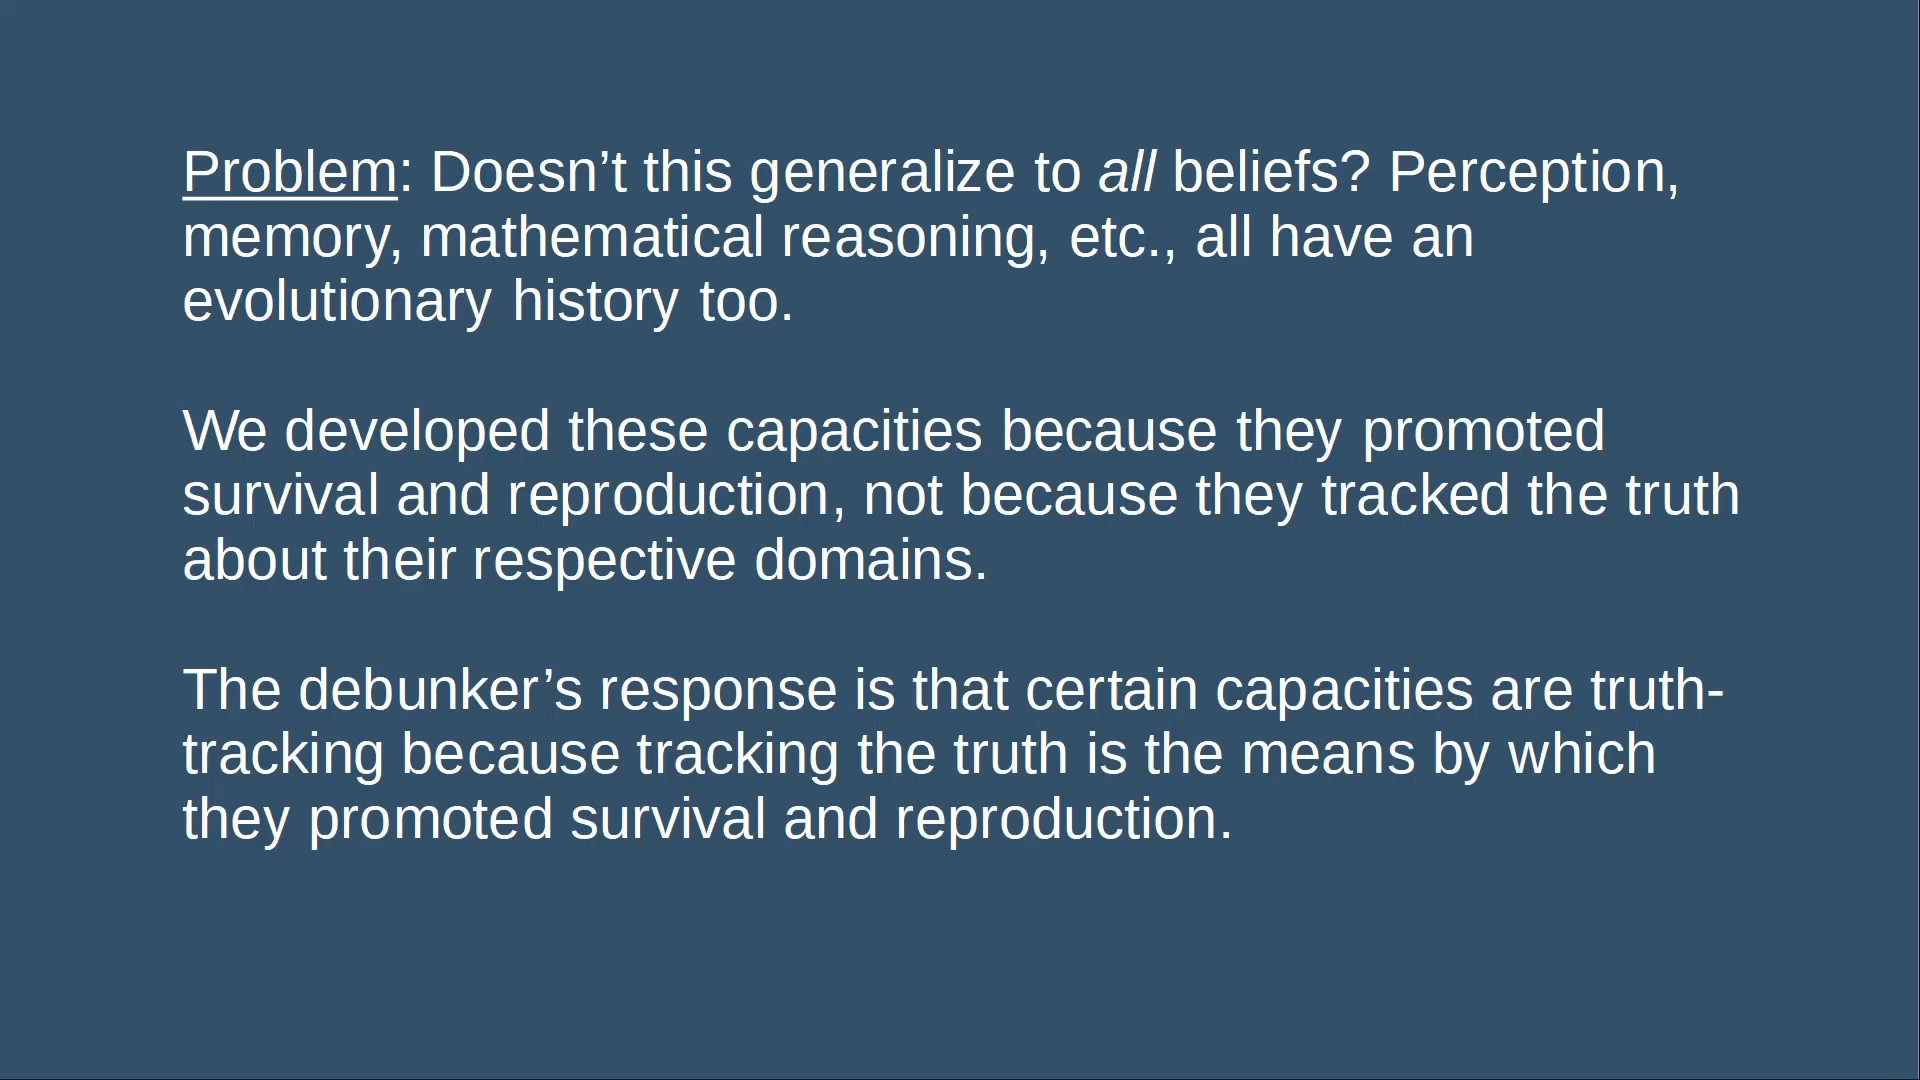 Problem: Doesn’t this generalize to all beliefs? Perception,
memory, mathematical reasoning, etc., all have an
evolutionary history too.
We developed these capacities because they promoted
survival and reproduction, not because they tracked the truth
about their respective domains.
The debunker’s response is that certain capacities are truth-
tracking because tracking the truth is the means by which
they promoted survival and reproduction.